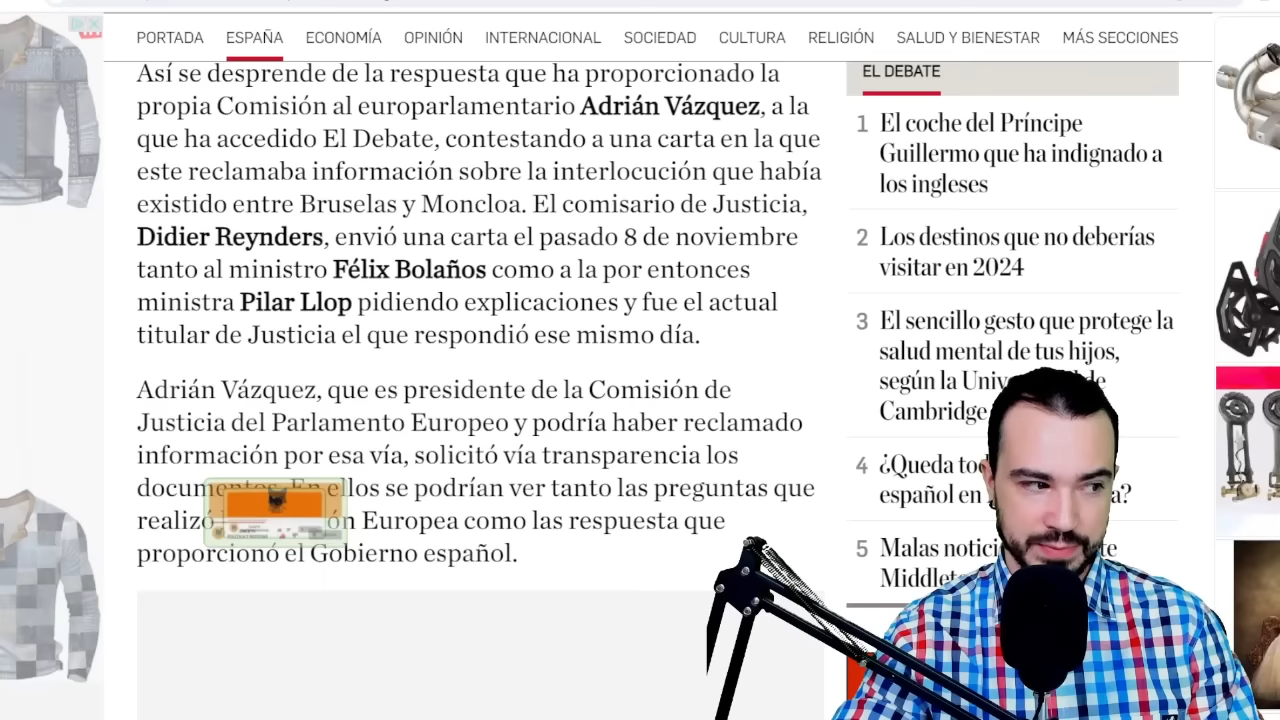 PORTADA ESPAÑA ECONOMÍA OPINIÓN INTERNACIONAL SOCIEDAD CULTURA RELIGIÓN SALUD Y BIENESTAR MÁS SECCIONES
Así se desprende de la respuesta que ha proporcionado la
propia Comisión al europarlamentario Adrián Vázquez, a la
que ha accedido El Debate, contestando a una carta en la que
este reclamaba información sobre la interlocución que había
existido entre Bruselas y Moncloa. El comisario de Justicia,
Didier Reynders, envió una carta el pasado 8 de noviembre
tanto al ministro Félix Bolaños como a la por entonces
ministra Pilar Llop pidiendo explicaciones y fue el actual
titular de Justicia el que respondió ese mismo día.
Adrián Vázquez, que es presidente de la Comisión de
Justicia del Parlamento Europeo y podría haber reclamado
información por esa vía, solicitó vía transparencia los
documentos. En ellos se podrían ver tanto las preguntas que
realizó Europea como las respuesta que
proporcionó el Gobierno español.
EL DEBATE
1 El coche del Príncipe
Guillermo que ha indignado a
los ingleses
2 Los destinos que no deberías
visitar en 2024
3 El sencillo gesto que protege la
salud mental de tus hijos,
según la de
Cambridge
4 ¿Queda
español en
5 Malas